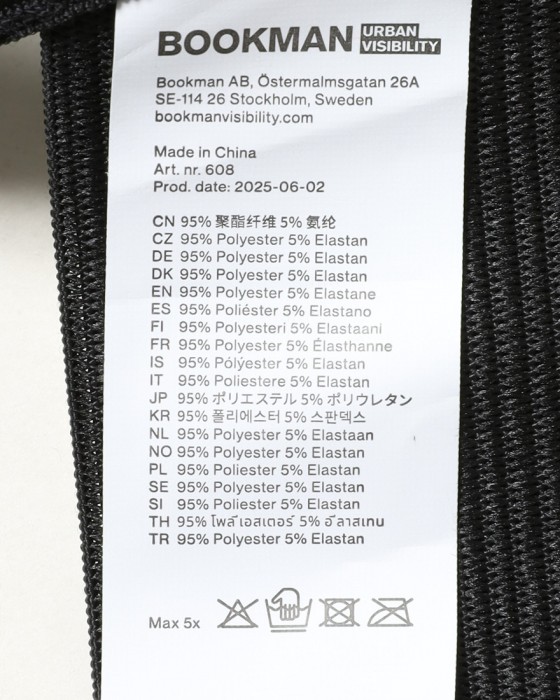 BOOKMAN URBAN VISIBILITY
Bookman AB, Östermalmsgatan 26A
SE-114 26 Stockholm, Sweden
bookmanvisibility.com
Made in China
Art. nr. 608
Prod. date: 2025-06-02
CN 95% 聚酯纤维 5% 氨纶
CZ 95% Polyester 5% Elastan
DE 95% Polyester 5% Elastan
DK 95% Polyester 5% Elastan
EN 95% Polyester 5% Elastane
ES 95% Poliéster 5% Elastano
FI 95% Polyesteri 5% Elastaani
FR 95% Polyester 5% Élasthanne
IS 95% Pólýester 5% Elastan
IT 95% Poliestere 5% Elastan
JP 95% ポリエステル 5% ポリウレタン
KR 95% 폴리에스터 5% 스판덱스
NL 95% Polyester 5% Elastaan
NO 95% Polyester 5% Elastan
PL 95% Poliester 5% Elastan
SE 95% Polyester 5% Elastan
SI 95% Poliester 5% Elastan
TH 95% โพลีเอสเตอร์ 5% อีลาสเทน
TR 95% Polyester 5% Elastan
Max 5x